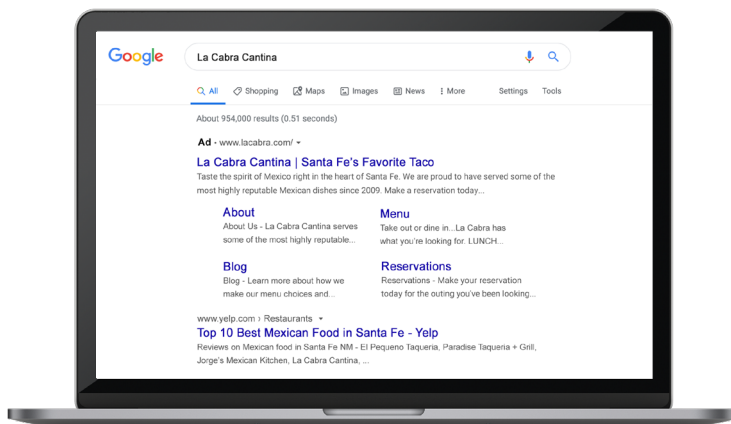 Google
La Cabra Cantina
All Shopping Maps Images News More Settings Tools
About 954,000 results (0.51 seconds)
Ad · www.lacabra.com/
La Cabra Cantina | Santa Fe's Favorite Taco
Taste the spirit of Mexico right in the heart of Santa Fe. We are proud to have served some of the
most highly reputable Mexican dishes since 2009. Make a reservation today...
About
About Us - La Cabra Cantina serves
some of the most highly reputable...
Menu
Take out or dine in...La Cabra has
what you're looking for. LUNCH...
Blog
Blog - Learn more about how we
make our menu choices and...
Reservations
Reservations - Make your reservation
today for the outing you've been looking...
www.yelp.com › Restaurants
Top 10 Best Mexican Food in Santa Fe - Yelp
Reviews on Mexican food in Santa Fe NM - El Pequeno Taqueria, Paradise Taqueria + Grill,
Jorge's Mexican Kitchen, La Cabra Cantina, ...